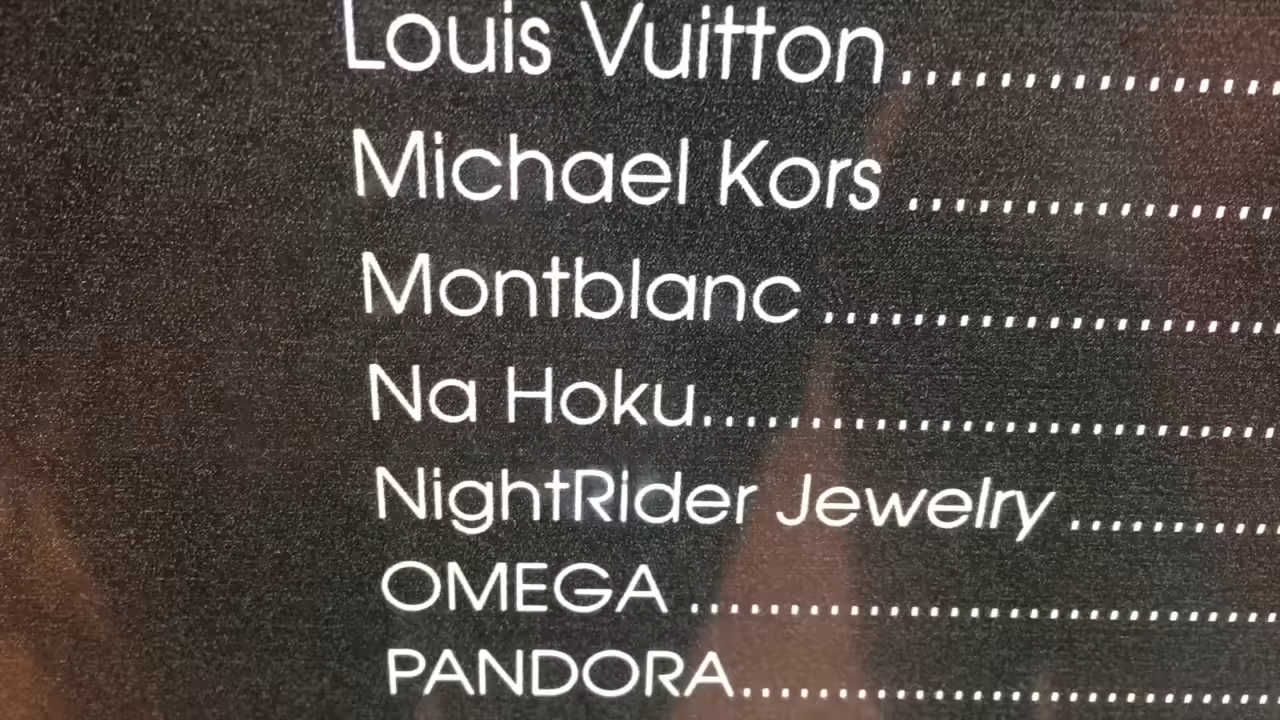 Louis Vuitton....................
Michael Kors ....................
Montblanc ........................
Na Hoku...........................
NightRider Jewelry ..........
OMEGA ...........................
PANDORA.........................